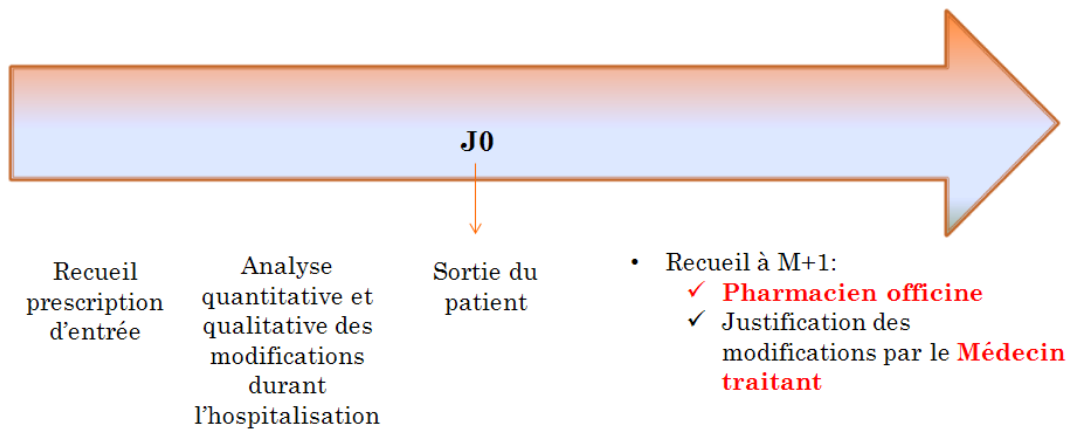 J0
Recueil
prescription
d'entrée
Analyse
quantitative et
qualitative des
modifications
durant
l'hospitalisation
Sortie du
patient
• Recueil à M+1:
✓ Pharmacien officine
✓ Justification des
modifications par le Médecin
traitant